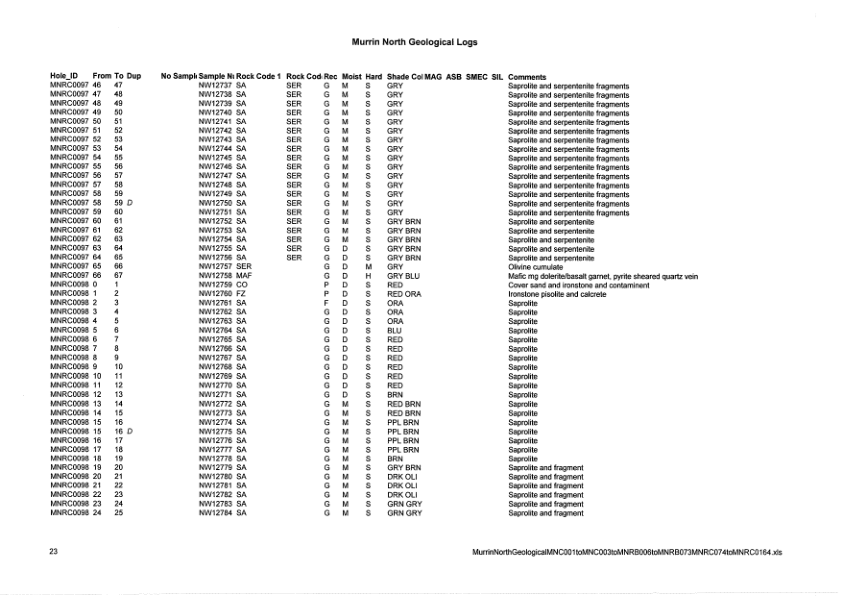 Murrin North Geological Logs
Hole_ID From To Dup No Sampl Sample N Rock Code 1 Rock Cod Rec Moist Hard Shade Col MAG ASB SMEC SIL Comments
MNRC0097 46 47 NW12737 SA SER G M S GRY Saprolite and serpentenite fragments
MNRC0097 47 48 NW12738 SA SER G M S GRY Saprolite and serpentenite fragments
MNRC0097 48 49 NW12739 SA SER G M S GRY Saprolite and serpentenite fragments
MNRC0097 49 50 NW12740 SA SER G M S GRY Saprolite and serpentenite fragments
MNRC0097 50 51 NW12741 SA SER G M S GRY Saprolite and serpentenite fragments
MNRC0097 51 52 NW12742 SA SER G M S GRY Saprolite and serpentenite fragments
MNRC0097 52 53 NW12743 SA SER G M S GRY Saprolite and serpentenite fragments
MNRC0097 53 54 NW12744 SA SER G M S GRY Saprolite and serpentenite fragments
MNRC0097 54 55 NW12745 SA SER G M S GRY Saprolite and serpentenite fragments
MNRC0097 55 56 NW12746 SA SER G M S GRY Saprolite and serpentenite fragments
MNRC0097 56 57 NW12747 SA SER G M S GRY Saprolite and serpentenite fragments
MNRC0097 57 58 NW12748 SA SER G M S GRY Saprolite and serpentenite fragments
MNRC0097 58 59 NW12749 SA SER G M S GRY Saprolite and serpentenite fragments
MNRC0097 58 59 D NW12750 SA SER G M S GRY Saprolite and serpentenite fragments
MNRC0097 59 60 NW12751 SA SER G M S GRY Saprolite and serpentenite fragments
MNRC0097 60 61 NW12752 SA SER G M S GRY BRN Saprolite and serpentenite
MNRC0097 61 62 NW12753 SA SER G M S GRY BRN Saprolite and serpentenite
MNRC0097 62 63 NW12754 SA SER G M S GRY BRN Saprolite and serpentenite
MNRC0097 63 64 NW12755 SA SER G D S GRY BRN Saprolite and serpentenite
MNRC0097 64 65 NW12756 SA SER G D S GRY BRN Saprolite and serpentenite
MNRC0097 65 66 NW12757 SER G D M GRY Olivine cumulate
MNRC0097 66 67 NW12758 MAF G D H GRY BLU Mafic mg dolerite/basalt garnet, pyrite sheared quartz vein
MNRC0098 0 1 NW12759 CO P D S RED Cover sand and ironstone and contaminent
MNRC0098 1 2 NW12760 FZ P D S RED ORA Ironstone pisolite and calcrete
MNRC0098 2 3 NW12761 SA F D S ORA Saprolite
MNRC0098 3 4 NW12762 SA G D S ORA Saprolite
MNRC0098 4 5 NW12763 SA G D S ORA Saprolite
MNRC0098 5 6 NW12764 SA G D S BLU Saprolite
MNRC0098 6 7 NW12765 SA G D S RED Saprolite
MNRC0098 7 8 NW12766 SA G D S RED Saprolite
MNRC0098 8 9 NW12767 SA G D S RED Saprolite
MNRC0098 9 10 NW12768 SA G D S RED Saprolite
MNRC0098 10 11 NW12769 SA G D S RED Saprolite
MNRC0098 11 12 NW12770 SA G D S RED Saprolite
MNRC0098 12 13 NW12771 SA G D S BRN Saprolite
MNRC0098 13 14 NW12772 SA G M S RED BRN Saprolite
MNRC0098 14 15 NW12773 SA G M S RED BRN Saprolite
MNRC0098 15 16 NW12774 SA G M S PPL BRN Saprolite
MNRC0098 15 16 D NW12775 SA G M S PPL BRN Saprolite
MNRC0098 16 17 NW12776 SA G M S PPL BRN Saprolite
MNRC0098 17 18 NW12777 SA G M S PPL BRN Saprolite
MNRC0098 18 19 NW12778 SA G M S BRN Saprolite
MNRC0098 19 20 NW12779 SA G M S GRY BRN Saprolite and fragment
MNRC0098 20 21 NW12780 SA G M S DRK OLI Saprolite and fragment
MNRC0098 21 22 NW12781 SA G M S DRK OLI Saprolite and fragment
MNRC0098 22 23 NW12782 SA G M S DRK OLI Saprolite and fragment
MNRC0098 23 24 NW12783 SA G M S GRN GRY Saprolite and fragment
MNRC0098 24 25 NW12784 SA G M S GRN GRY Saprolite and fragment
23 MurrinNorthGeologicalMNC001toMNC003toMNRB006toMNRB073MNRC074toMNRC0164.xls